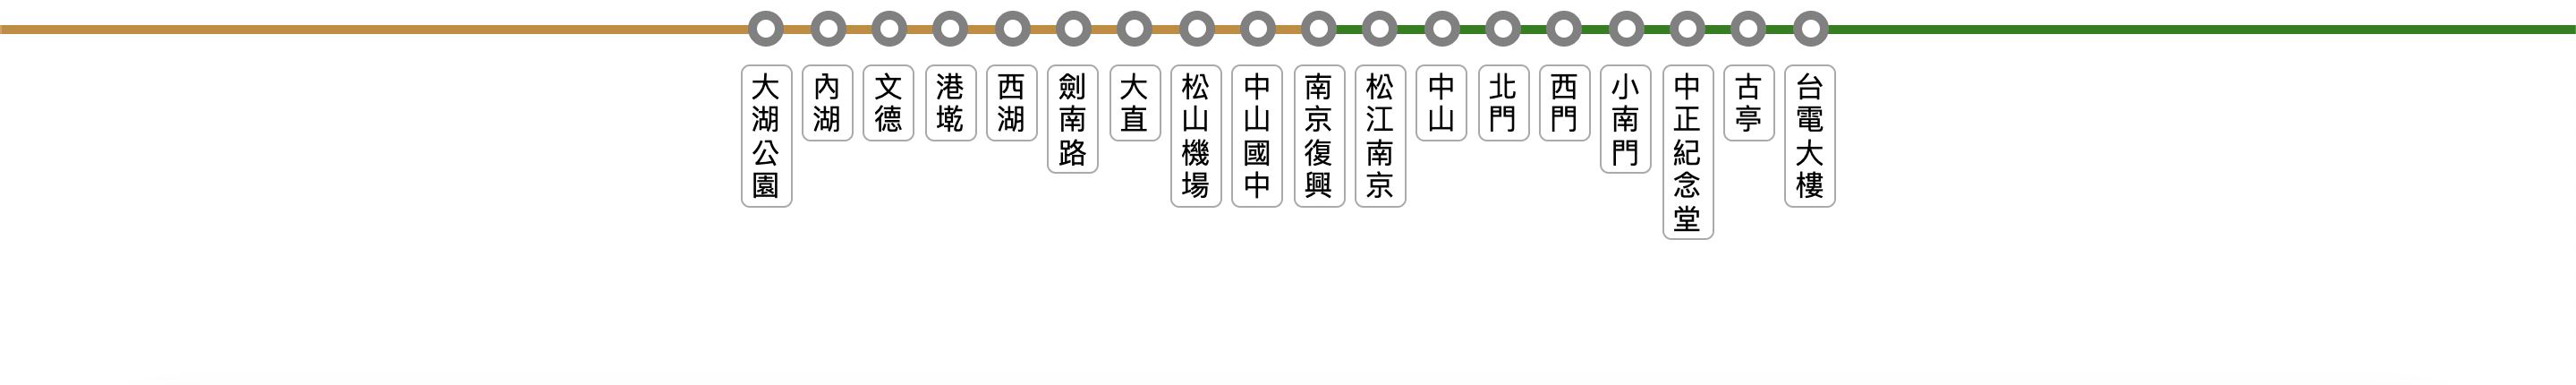 大湖公園
內湖
文德
港墘
西湖
劍南路
大直
松山機場
中山國中
南京復興
松江南京
中山
北門
西門
小南門
中正紀念堂
古亭
台電大樓